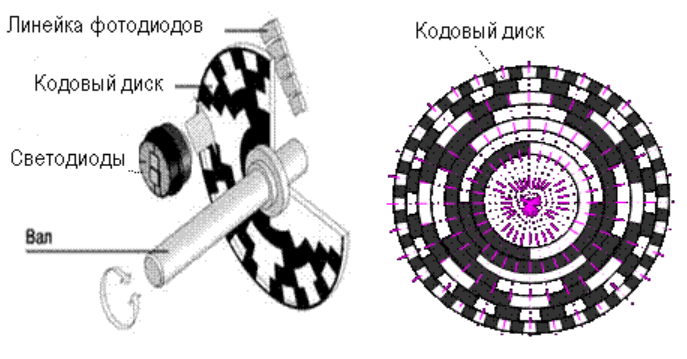 Линейка фотодиодов
Кодовый диск
Светодиоды
Вал
Кодовый диск